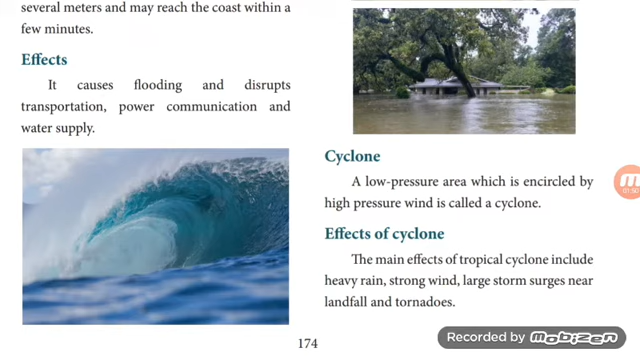 several meters and may reach the coast within a
few minutes.
Effects
It causes flooding and disrupts
transportation, power communication and
water supply.
Cyclone
A low-pressure area which is encircled by
high pressure wind is called a cyclone.
Effects of cyclone
The main effects of tropical cyclone include
heavy rain, strong wind, large storm surges near
landfall and tornadoes.
174
01:50
Recorded by mobizen